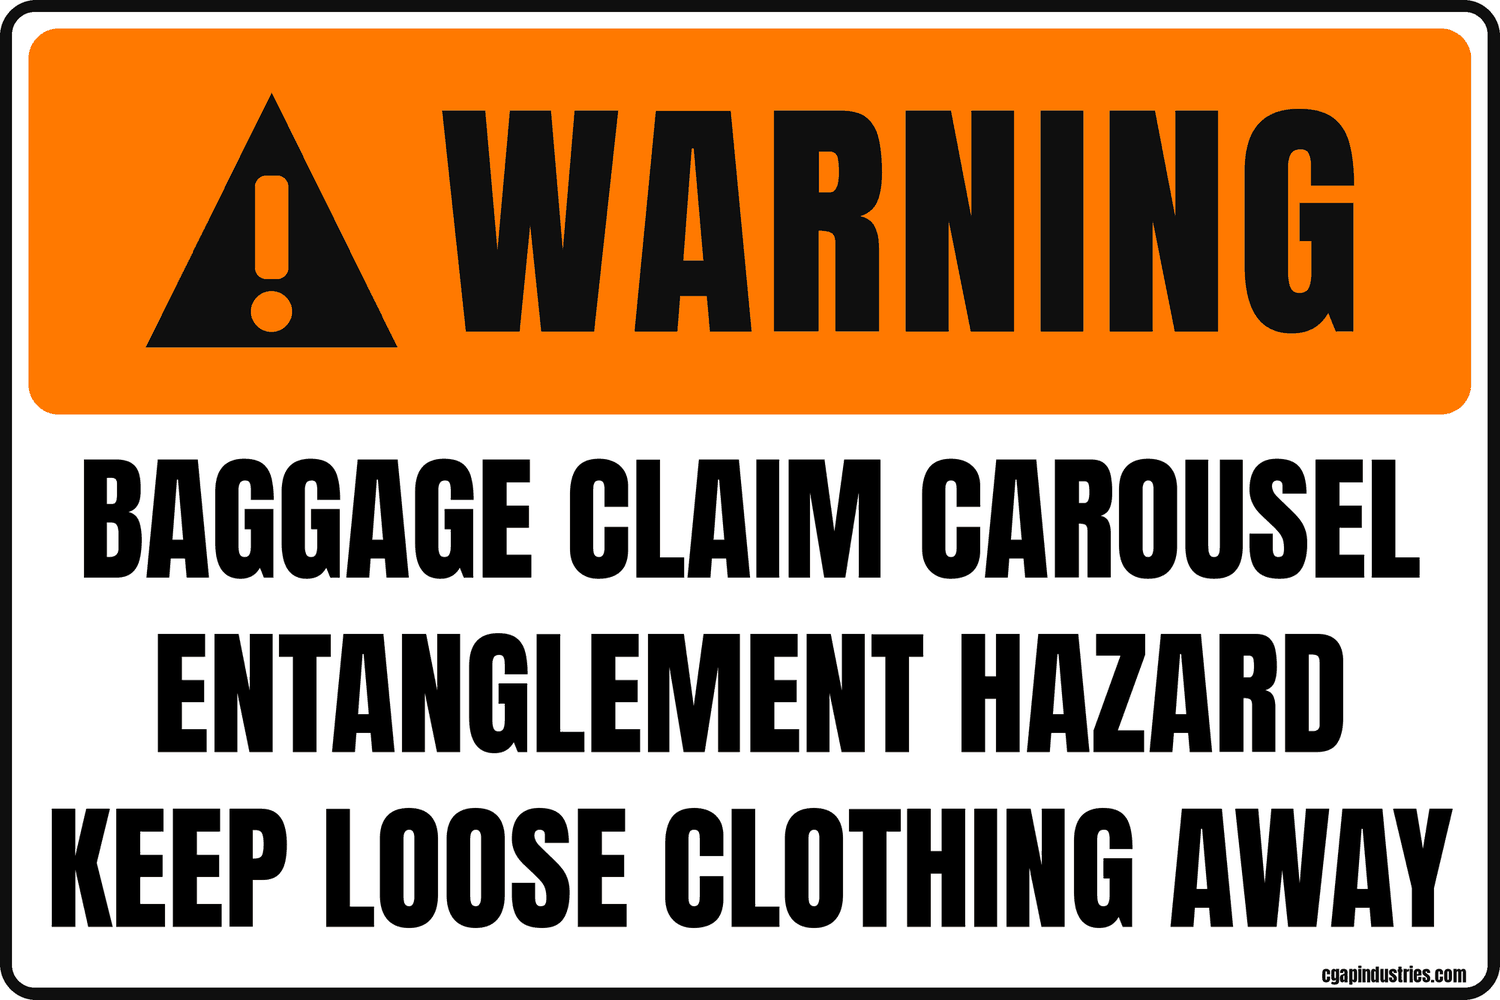 WARNING
BAGGAGE CLAIM CAROUSEL
ENTANGLEMENT HAZARD
KEEP LOOSE CLOTHING AWAY
cgapindustries.com